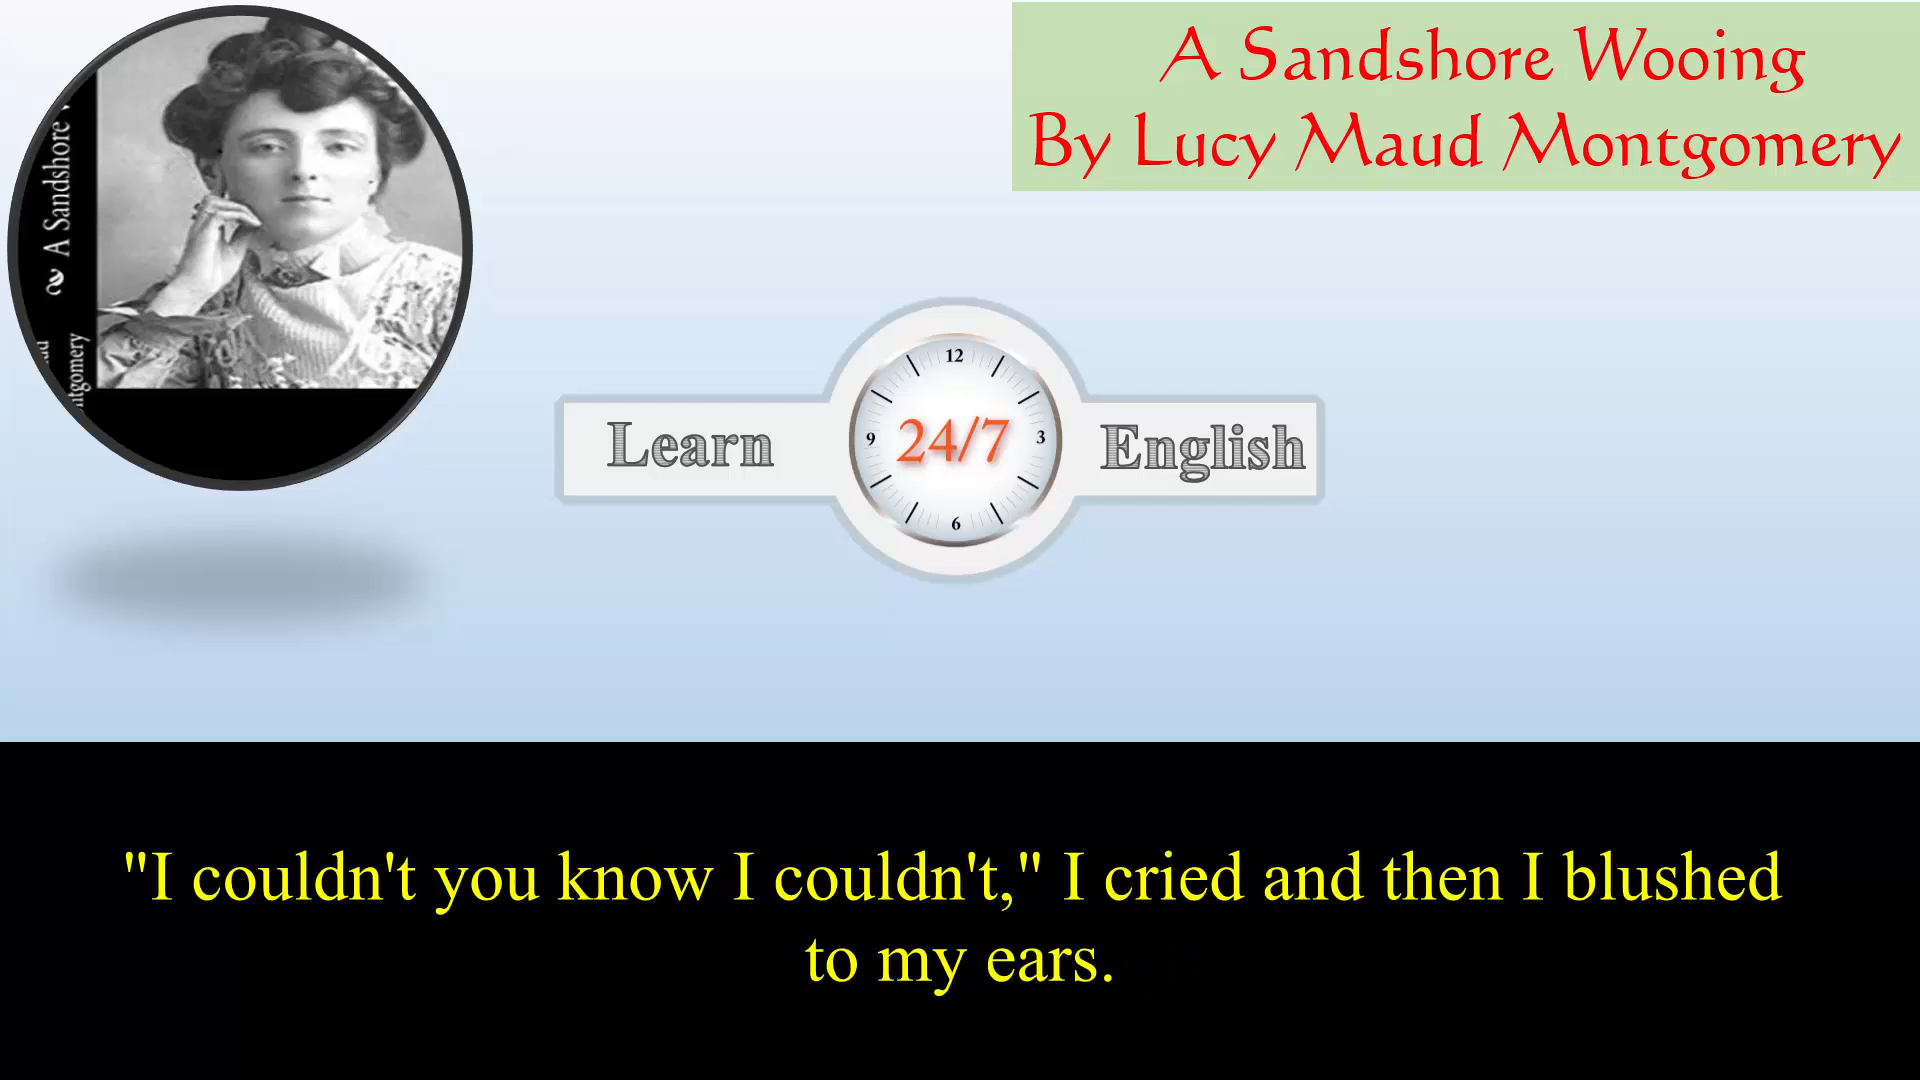 A Sandshore Wooing
By Lucy Maud Montgomery
A Sandshore
ntgomery
12
Learn
9
24/7
3
English
6
"I couldn't you know I couldn't," I cried and then I blushed
to my ears.